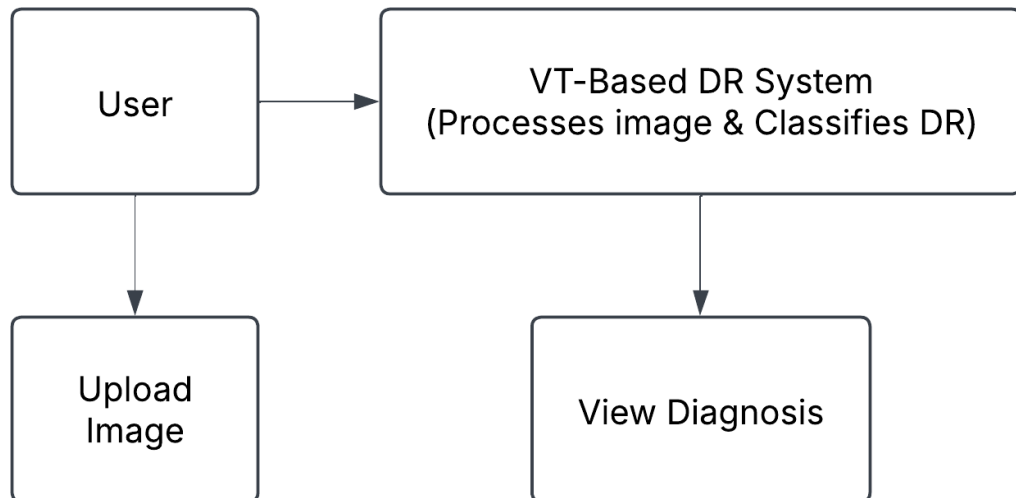 User
VT-Based DR System
(Processes image & Classifies DR)
Upload
Image
View Diagnosis